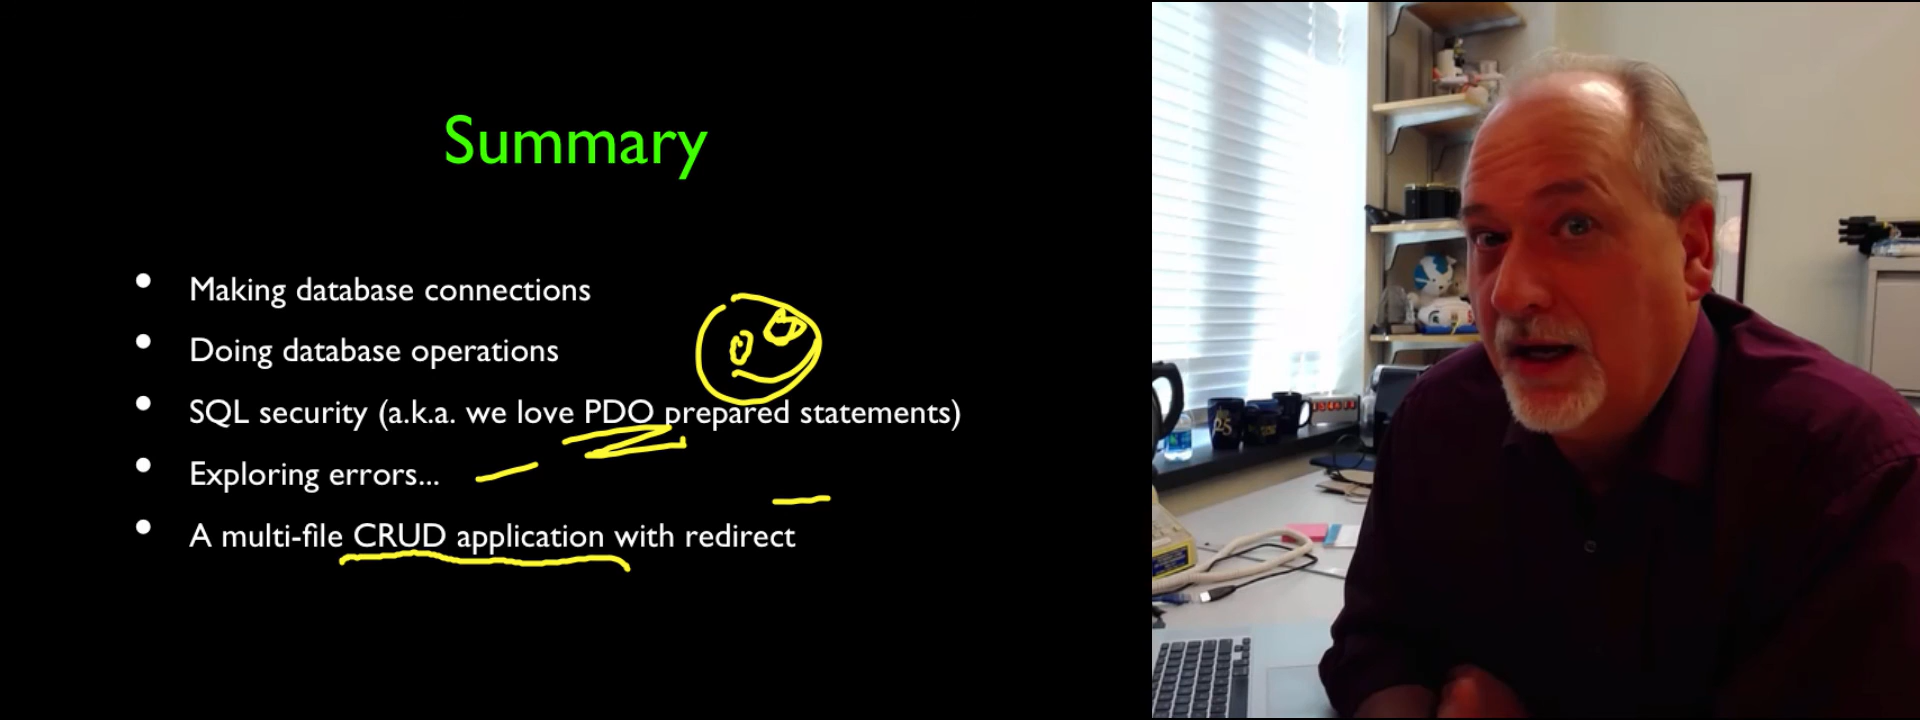 Summary
Making database connections
Doing database operations
SQL security (a.k.a. we love PDO prepared statements)
Exploring errors...
A multi-file CRUD application with redirect
25